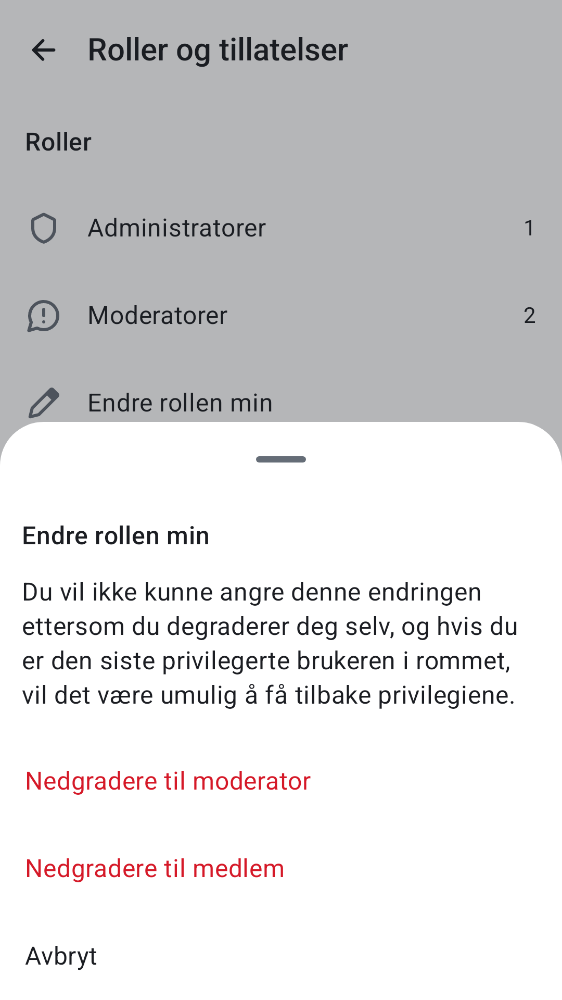 Roller og tillatelser
Roller
Administratorer 1
Moderatorer 2
Endre rollen min
Endre rollen min
Du vil ikke kunne angre denne endringen
ettersom du degraderer deg selv, og hvis du
er den siste privilegerte brukeren i rommet,
vil det være umulig å få tilbake privilegiene.
Nedgradere til moderator
Nedgradere til medlem
Avbryt